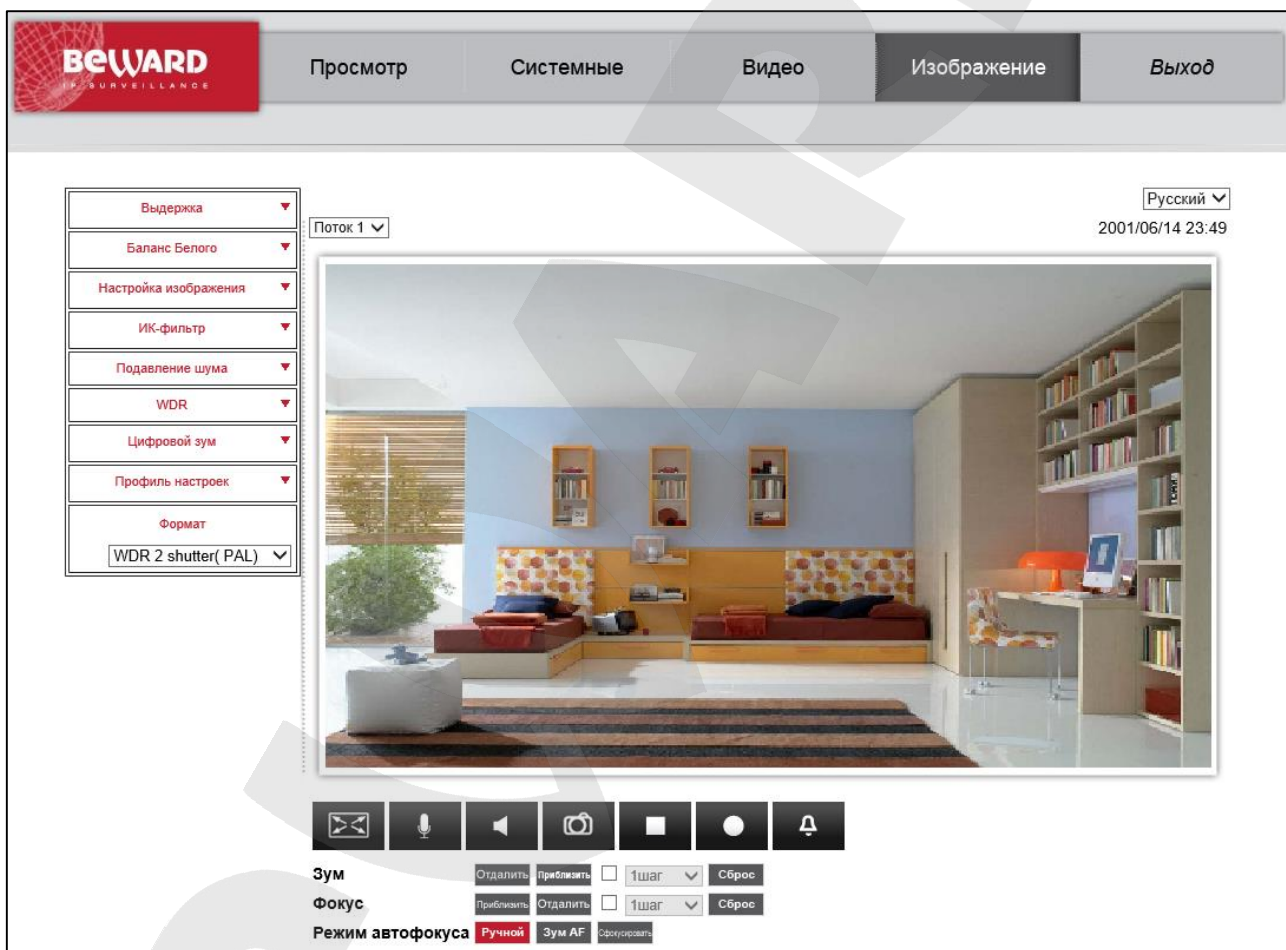 BEWARD
IP SURVEILLANCE
Просмотр
Системные
Видео
Изображение
Выход
Русский
2001/06/14 23:49
Поток 1
Выдержка
Баланс Белого
Настройка изображения
ИК-фильтр
Подавление шума
WDR
Цифровой зум
Профиль настроек
Формат
WDR 2 shutter( PAL)
Зум Отдалить Приблизить 1шаг Сброс
Фокус Приблизить Отдалить 1шаг Сброс
Режим автофокуса Ручной Зум AF Сфокусировать